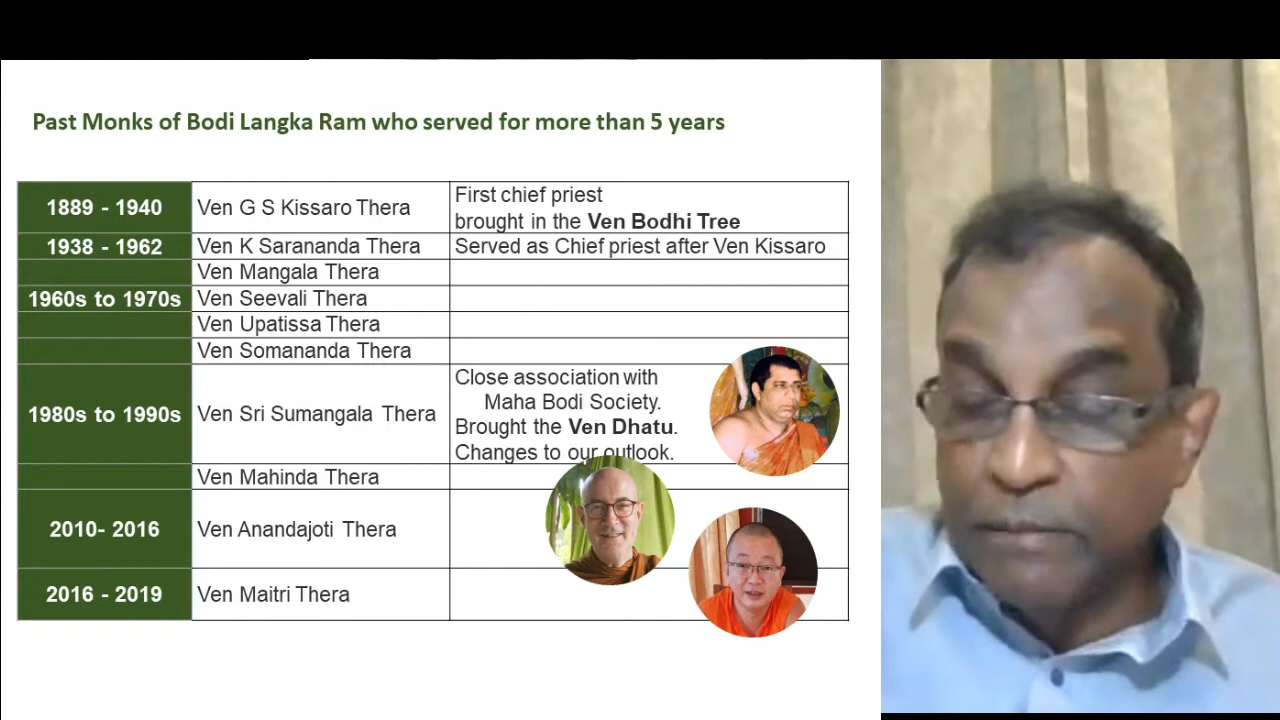 Past Monks of Bodi Langka Ram who served for more than 5 years
1889 - 1940 Ven G S Kissaro Thera First chief priest
brought in the Ven Bodhi Tree
1938 - 1962 Ven K Sarananda Thera Served as Chief priest after Ven Kissaro
Ven Mangala Thera
1960s to 1970s Ven Seevali Thera
Ven Upatissa Thera
Ven Somananda Thera
1980s to 1990s Ven Sri Sumangala Thera Close association with
Maha Bodi Society.
Brought the Ven Dhatu.
Changes to our outlook.
Ven Mahinda Thera
2010- 2016 Ven Anandajoti Thera
2016 - 2019 Ven Maitri Thera